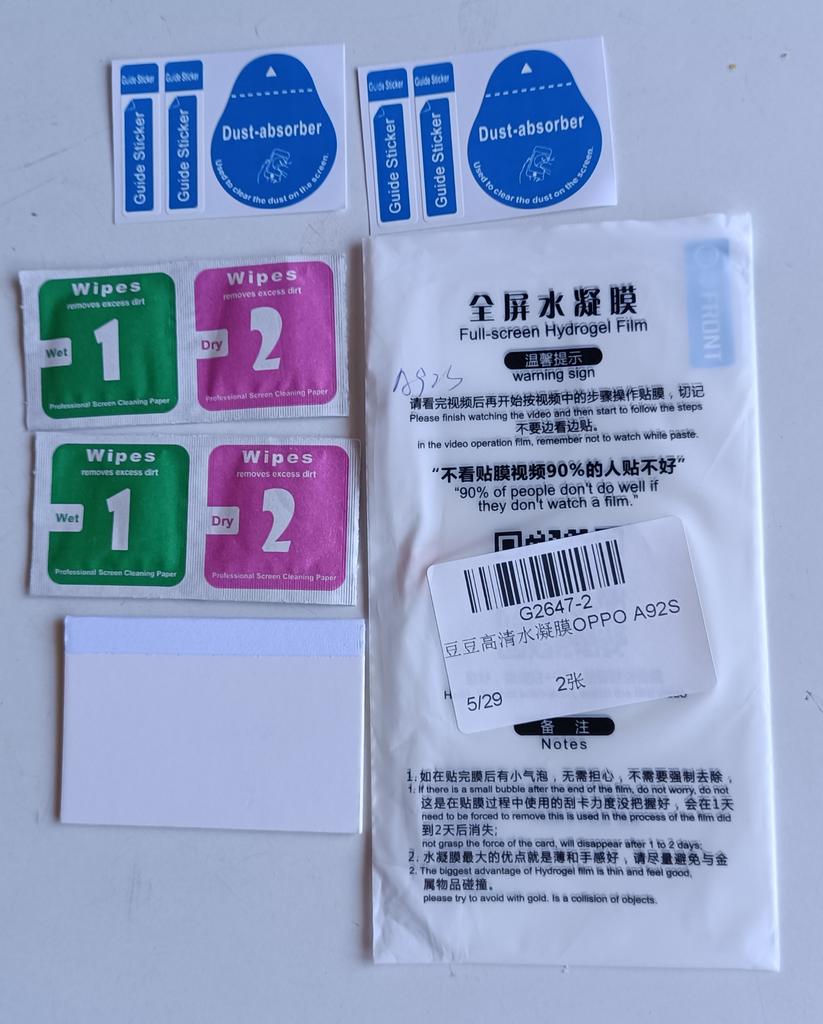 Guide Sticker
Guide Sticker
Guide Sticker
Guide Sticker
Dust-absorber
Used to clear the dust on the screen.
Guide Sticker
Guide Sticker
Guide Sticker
Guide Sticker
Dust-absorber
Used to clear the dust on the screen.
Wipes
removes excess dirt
Wet
1
Professional Screen Cleaning Paper
Wipes
removes excess dirt
Dry
2
Professional Screen Cleaning Paper
Wipes
removes excess dirt
Wet
1
Professional Screen Cleaning Paper
Wipes
removes excess dirt
Dry
2
Professional Screen Cleaning Paper
FRONT
全屏水凝膜
Full-screen Hydrogel Film
温馨提示
warning sign
A92s
请看完视频后再开始按视频中的步骤操作贴膜，切记
Please finish watching the video and then start to follow the steps
不要边看边贴。
in the video operation film, remember not to watch while paste.
“不看贴膜视频90%的人贴不好”
“90% of people don't do well if
they don't watch a film.”
G2647-2
豆豆高清水凝膜OPPO A92S
5/29
2张
备 注
Notes
1. 如在贴完膜后有小气泡，无需担心，不需要强制去除，
1. If there is a small bubble after the end of the film, do not worry, do not
这是在贴膜过程中使用的刮卡力度没把握好，会在1天
need to be forced to remove this is used in the process of the film did
到2天后消失;
not grasp the force of the card, will disappear after 1 to 2 days;
2. 水凝膜最大的优点就是薄和手感好，请尽量避免与金
2. The biggest advantage of Hydrogel film is thin and feel good,
属物品碰撞。
please try to avoid with gold. Is a collision of objects.